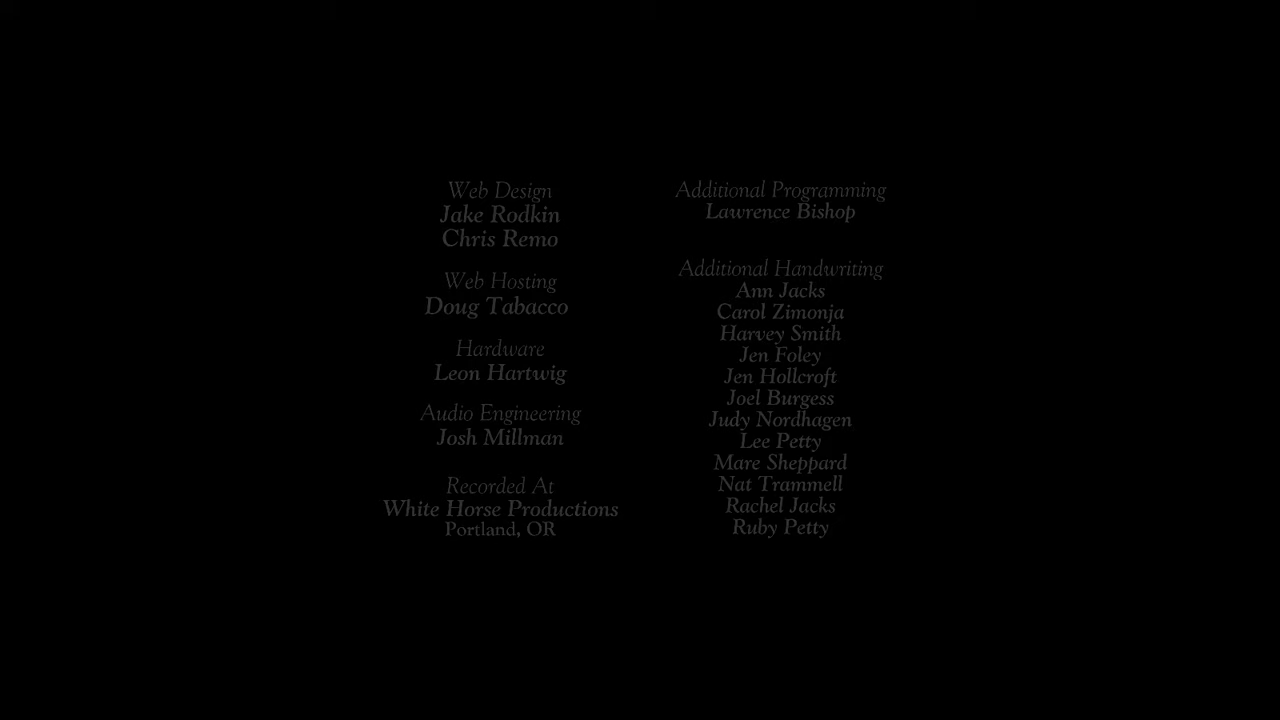 Web Design
Jake Rodkin
Chris Remo
Web Hosting
Doug Tabacco
Hardware
Leon Hartwig
Audio Engineering
Josh Millman
Recorded At
White Horse Productions
Portland, OR
Additional Programming
Lawrence Bishop
Additional Handwriting
Ann Jacks
Carol Zimonja
Harvey Smith
Jen Foley
Jen Hollcroft
Joel Burgess
Judy Nordhagen
Lee Petty
Mare Sheppard
Nat Trammell
Rachel Jacks
Ruby Petty